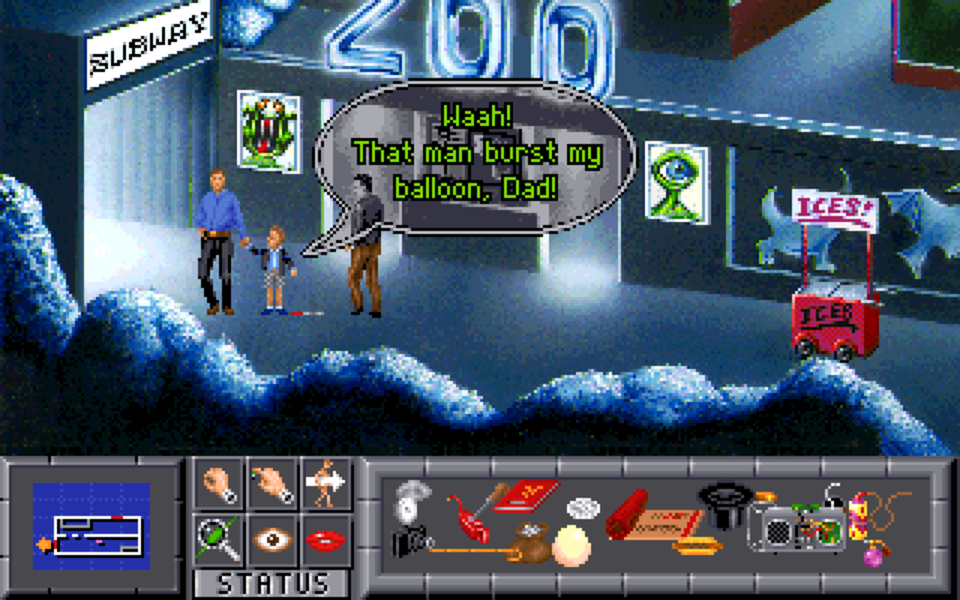 SUBWAY
ZOO
Waah!
That man burst my
balloon, Dad!
ICES!
ICES
STATUS